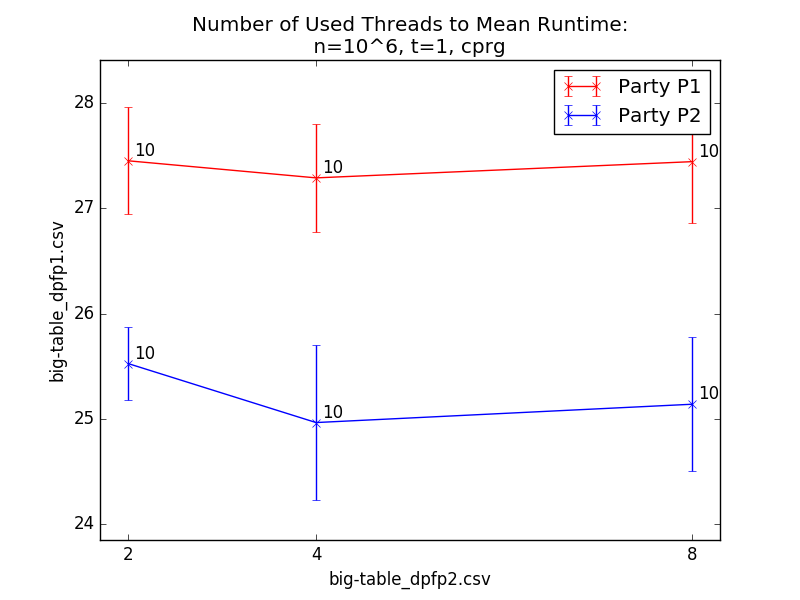 Number of Used Threads to Mean Runtime:
n=10^6, t=1, cprg
Party P1
Party P2
28
27
26
25
24
10
10
10
10
10
10
big-table_dpfp1.csv
2
4
8
big-table_dpfp2.csv